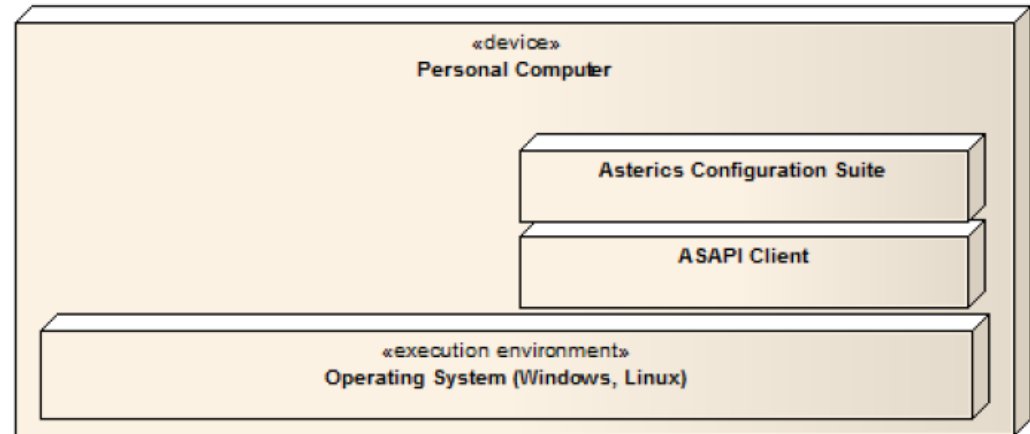 «device»
Personal Computer
Asterics Configuration Suite
ASAPI Client
«execution environment»
Operating System (Windows, Linux)